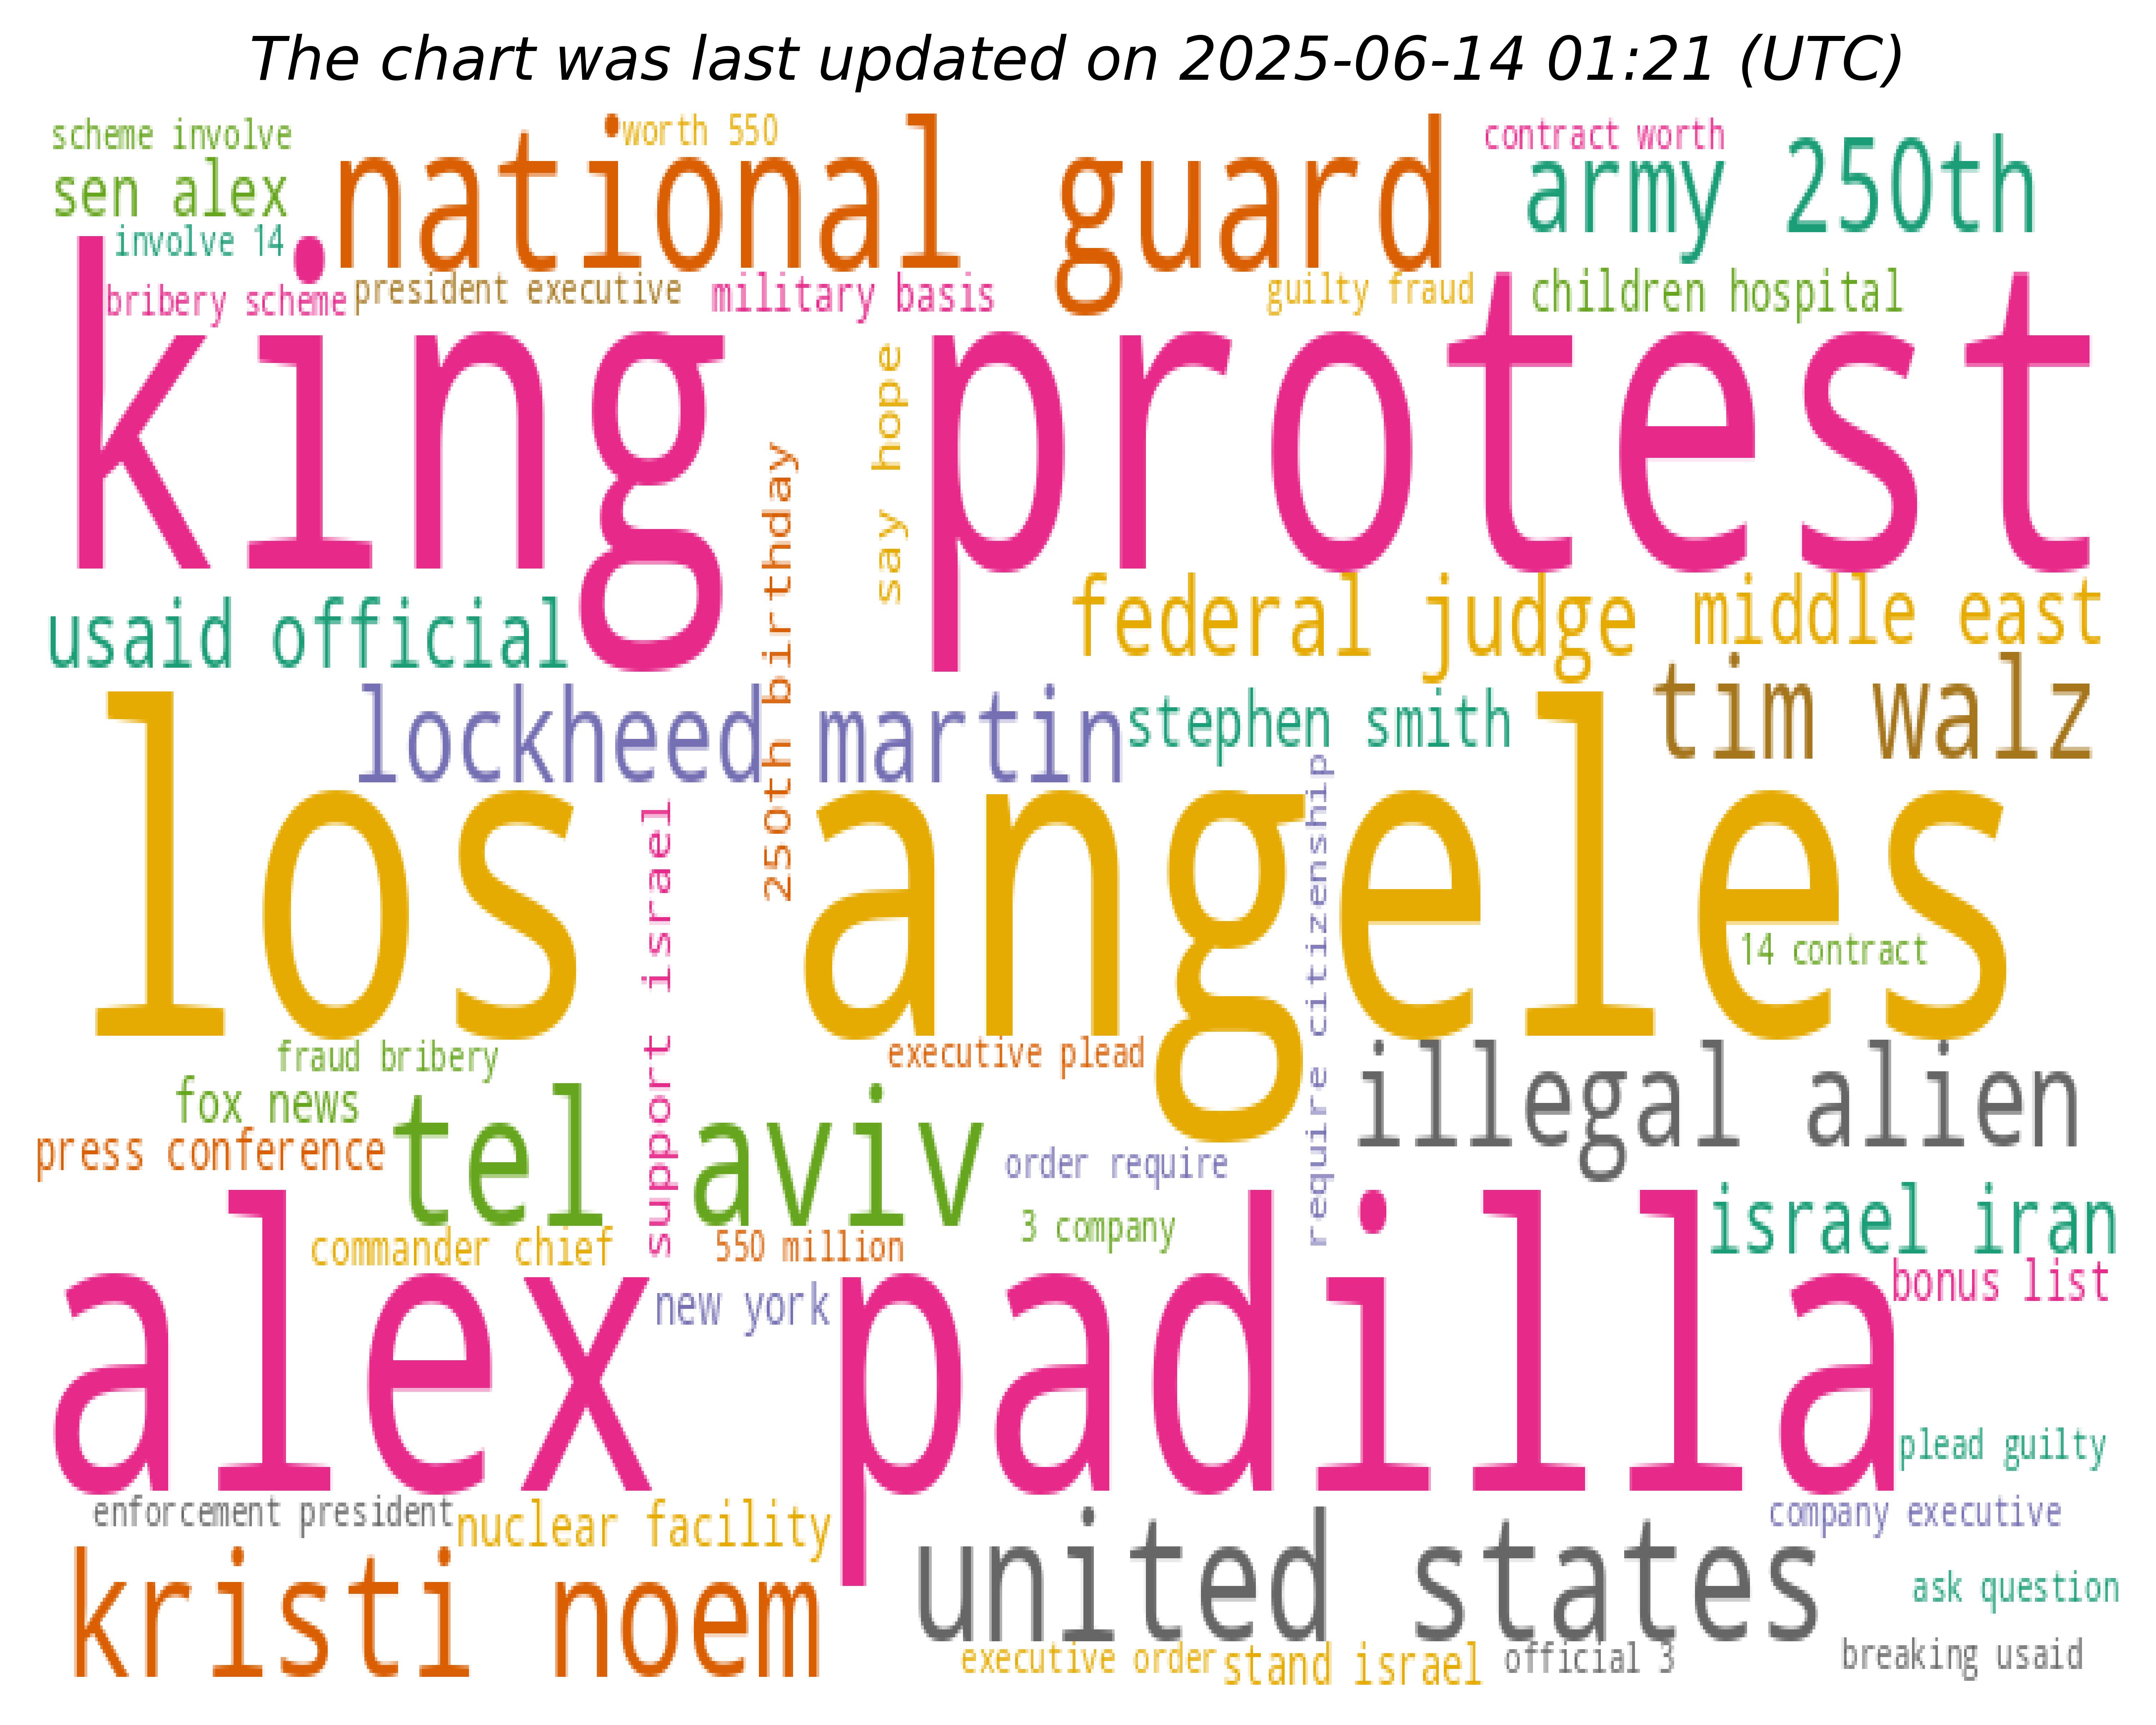 The chart was last updated on 2025-06-14 01:21 (UTC)
scheme involve
worth 550
contract worth
national guard
army 250th
sen alex
involve 14
bribery scheme
president executive
military basis
guilty fraud
children hospital
king protest
say hope
250th birthday
usaid official
federal judge
middle east
lockheed martin
stephen smith
tim walz
los angeles
support israel
require citizenship
14 contract
fraud bribery
executive plead
illegal alien
fox news
press conference
tel aviv
order require
3 company
israel iran
commander chief
550 million
bonus list
new york
alex padilla
plead guilty
enforcement president
nuclear facility
company executive
kristi noem
united states
ask question
executive order
stand israel
official 3
breaking usaid